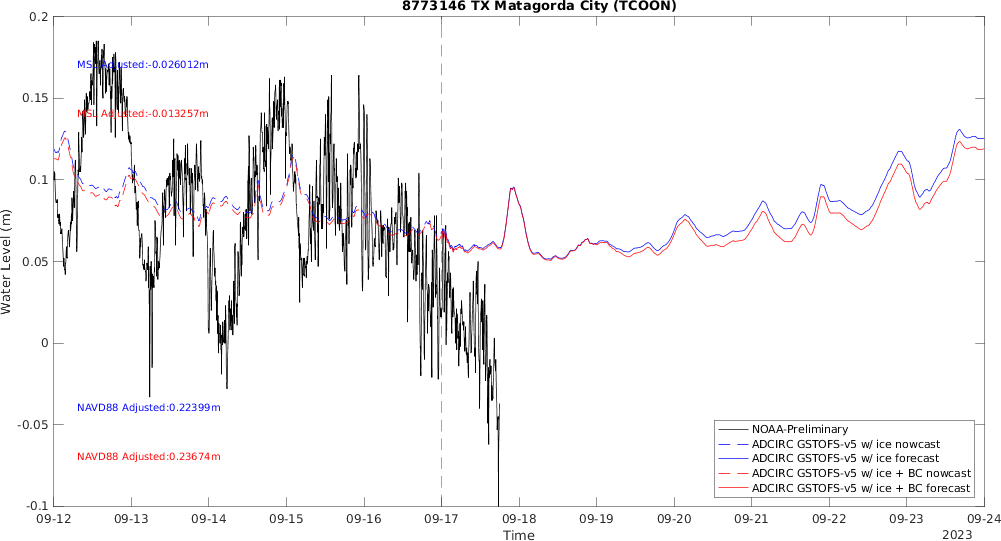 8773146 TX Matagorda City (TCOON)
0.2
0.15
0.1
0.05
0
-0.05
-0.1
Water Level (m)
MSL Adjusted:-0.026012m
MSL Adjusted:-0.013257m
NAVD88 Adjusted:0.22399m
NAVD88 Adjusted:0.23674m
NOAA-Preliminary
ADCIRC GSTOFS-v5 w/ ice nowcast
ADCIRC GSTOFS-v5 w/ ice forecast
ADCIRC GSTOFS-v5 w/ ice + BC nowcast
ADCIRC GSTOFS-v5 w/ ice + BC forecast
09-12 09-13 09-14 09-15 09-16 09-17 09-18 09-19 09-20 09-21 09-22 09-23 09-24
Time
2023